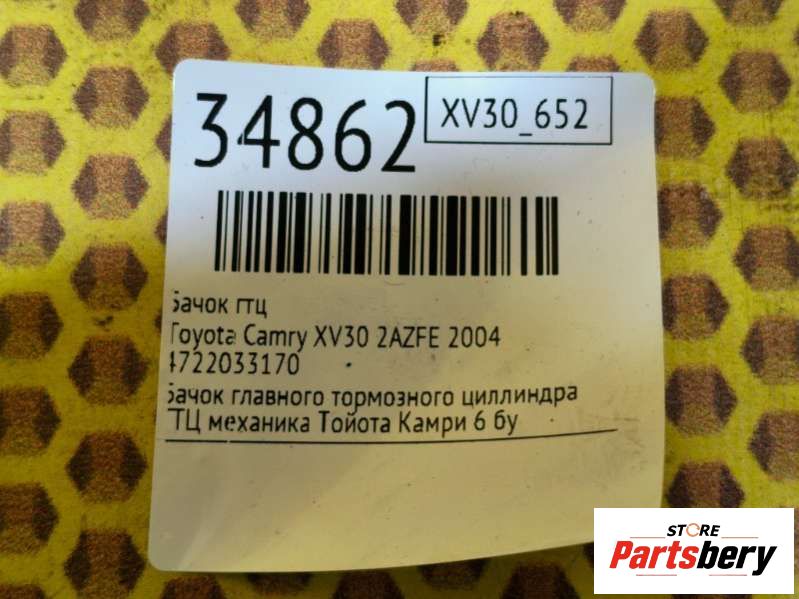 34862
XV30_652
Бачок гтц
Toyota Camry XV30 2AZFE 2004
4722033170
Бачок главного тормозного циллиндра
ГТЦ механика Тойота Камри 6 бу
STORE
Partsbery